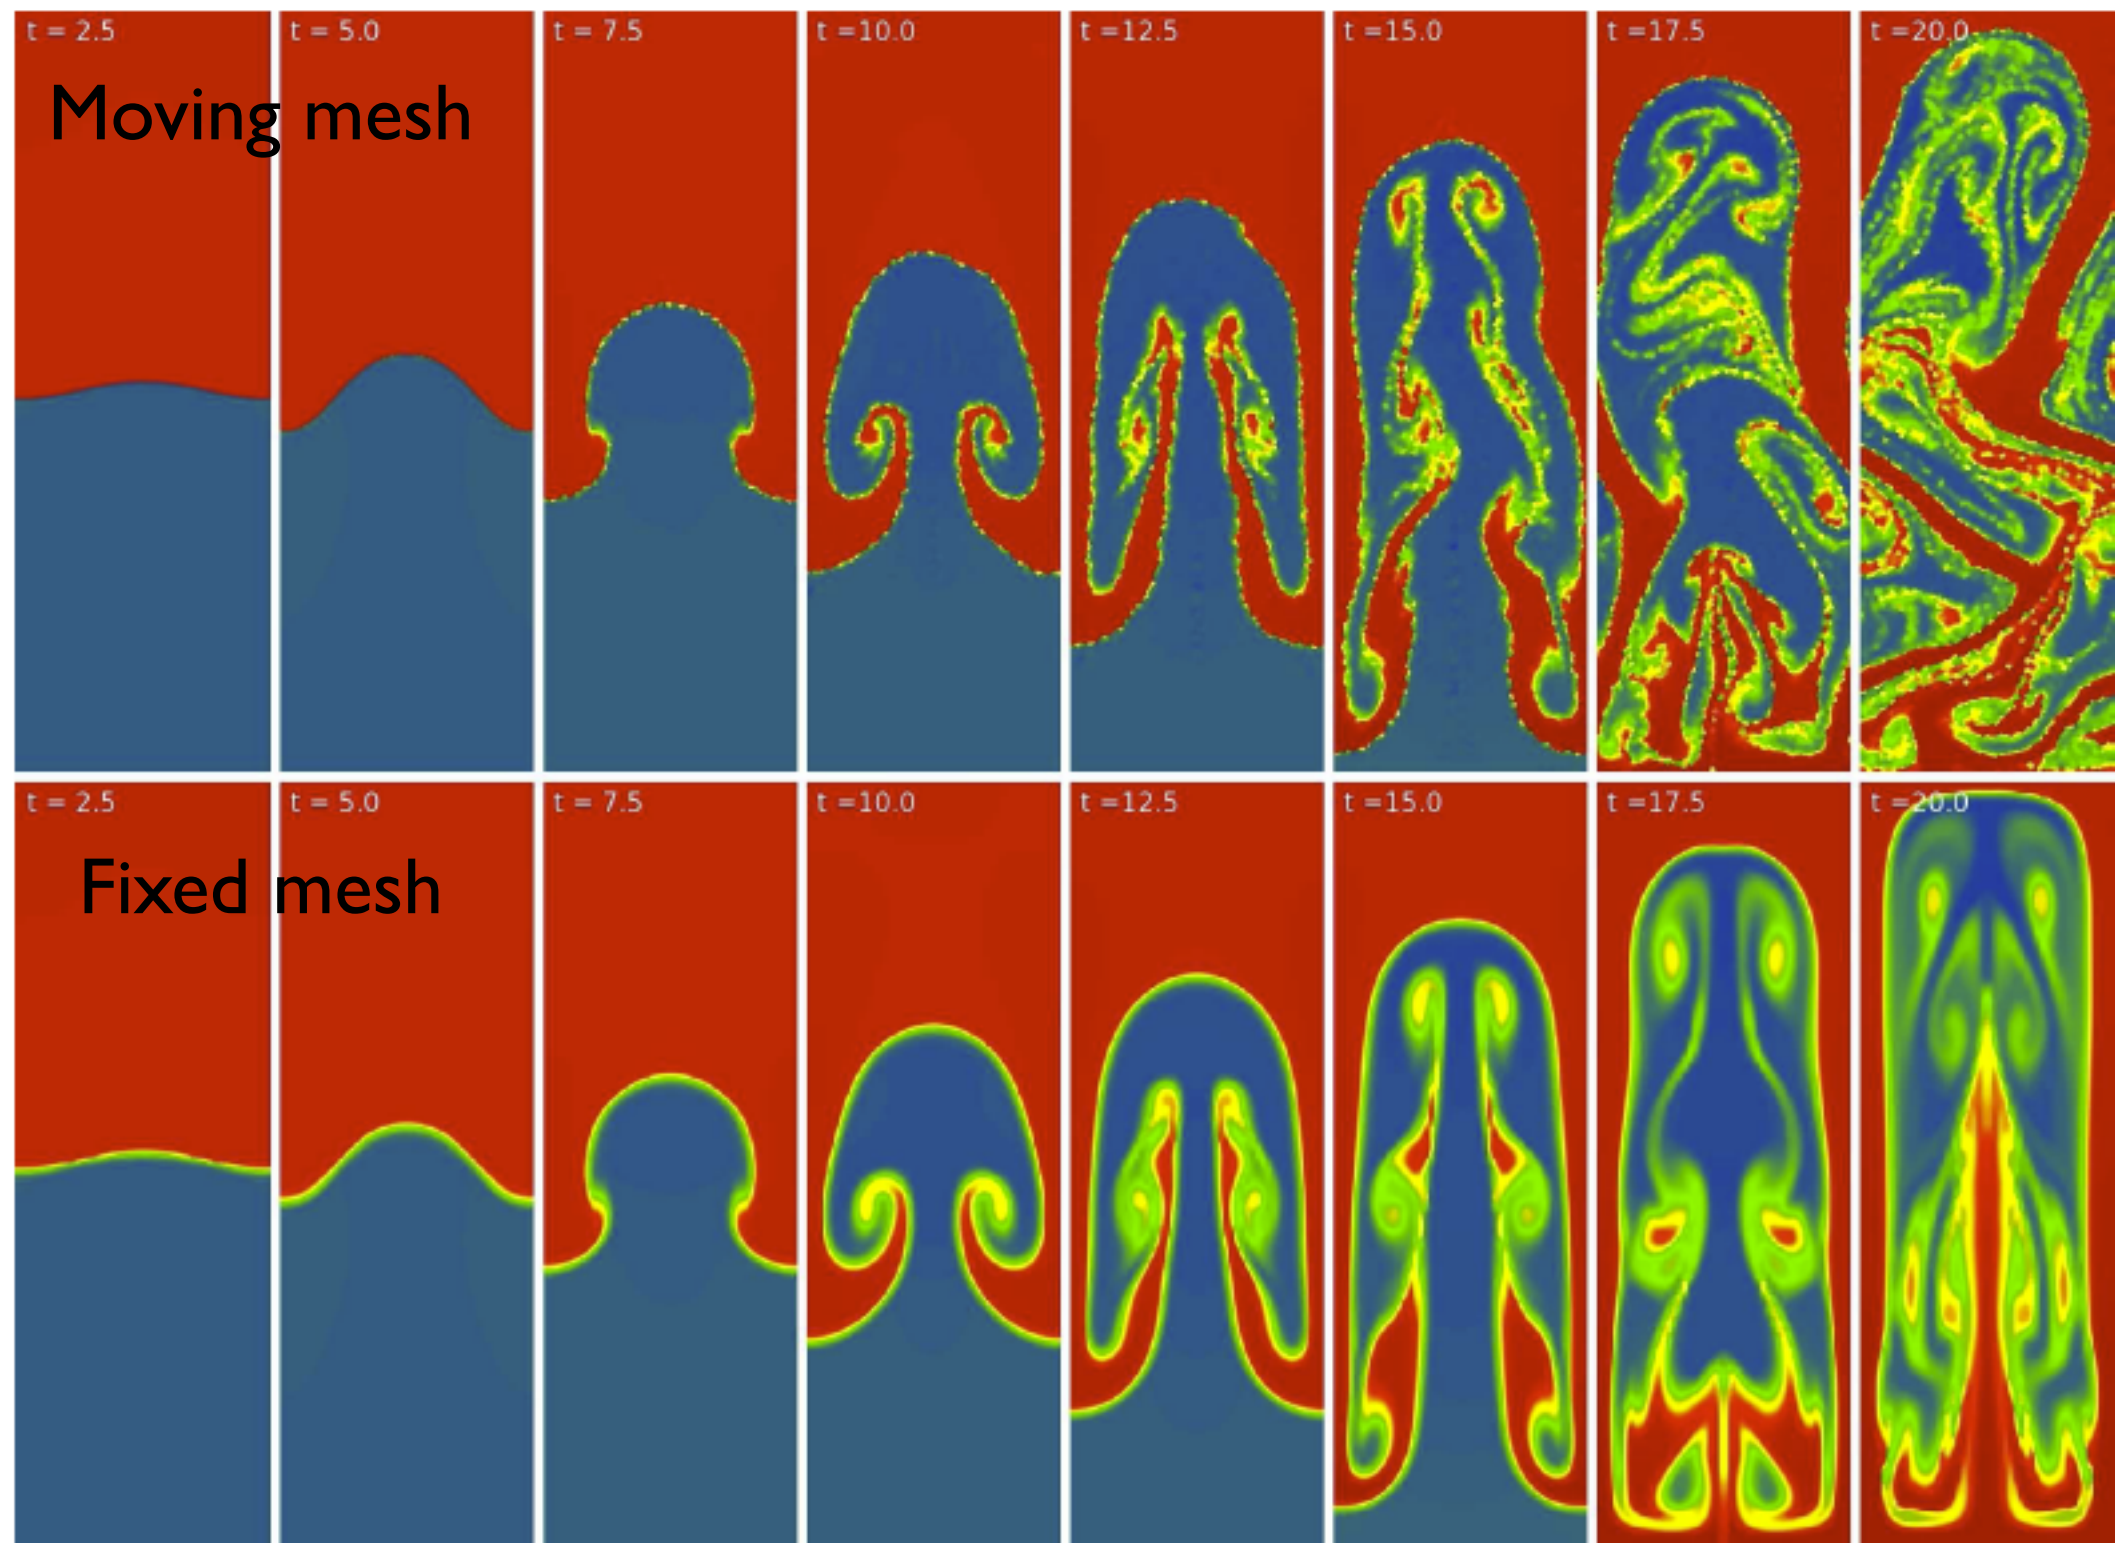 t = 2.5
t = 5.0
t = 7.5
t =10.0
t =12.5
t =15.0
t =17.5
t =20.0
Moving mesh
t = 2.5
t = 5.0
t = 7.5
t =10.0
t =12.5
t =15.0
t =17.5
t =20.0
Fixed mesh